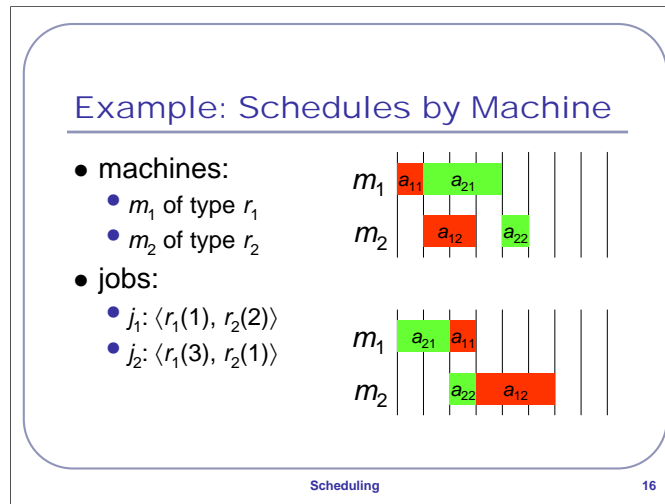 Example: Schedules by Machine
● machines:
● m₁ of type r₁
● m₂ of type r₂
● jobs:
● j₁: ⟨r₁(1), r₂(2)⟩
● j₂: ⟨r₁(3), r₂(1)⟩
m₁ a₁₁ a₂₁
m₂ a₁₂ a₂₂
m₁ a₂₁ a₁₁
m₂ a₂₂ a₁₂
Scheduling 16